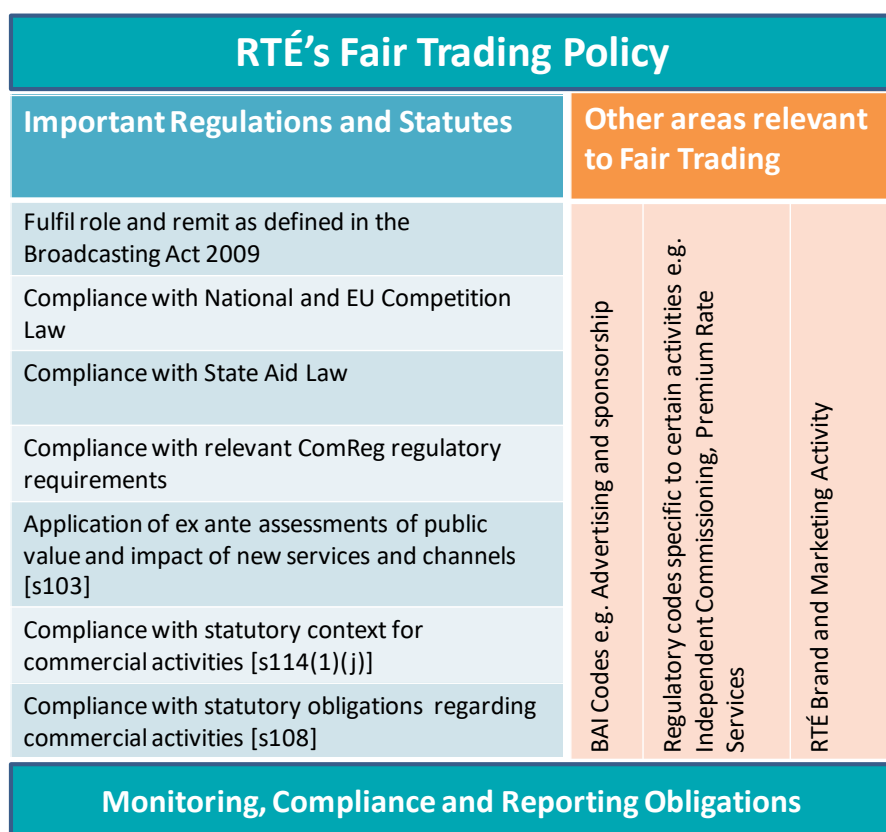 RTÉ's Fair Trading Policy
Important Regulations and Statutes
Other areas relevant
to Fair Trading
Fulfil role and remit as defined in the
Broadcasting Act 2009
Compliance with National and EU Competition
Law
Compliance with State Aid Law
Compliance with relevant ComReg regulatory
requirements
Application of ex ante assessments of public
value and impact of new services and channels
[s103]
Compliance with statutory context for
commercial activities [s114(1)(j)]
Compliance with statutory obligations regarding
commercial activities [s108]
BAI Codes e.g. Advertising and sponsorship
Regulatory codes specific to certain activities e.g.
Independent Commissioning, Premium Rate
Services
RTÉ Brand and Marketing Activity
Monitoring, Compliance and Reporting Obligations